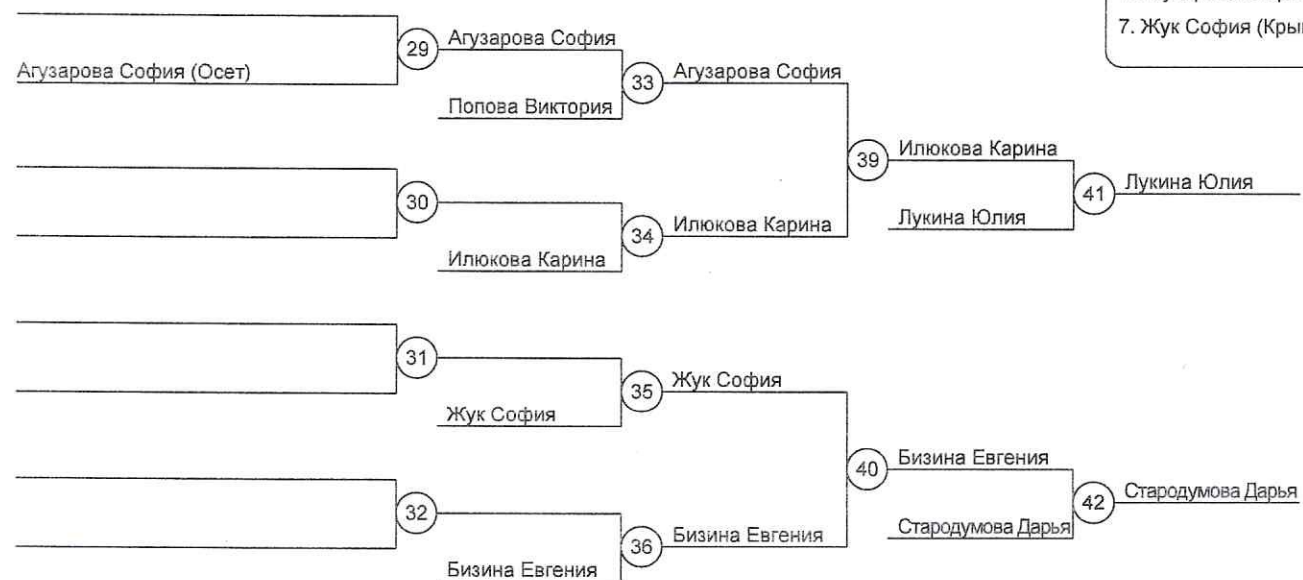 7. Жук София (Кры
Агузарова София (Осет)
29
Агузарова София
Попова Виктория
33
Агузарова София
30
Илюкова Карина
34
Илюкова Карина
39
Илюкова Карина
Лукина Юлия
41
Лукина Юлия
31
Жук София
35
Жук София
32
Бизина Евгения
36
Бизина Евгения
40
Бизина Евгения
Стародумова Дарья
42
Стародумова Дарья